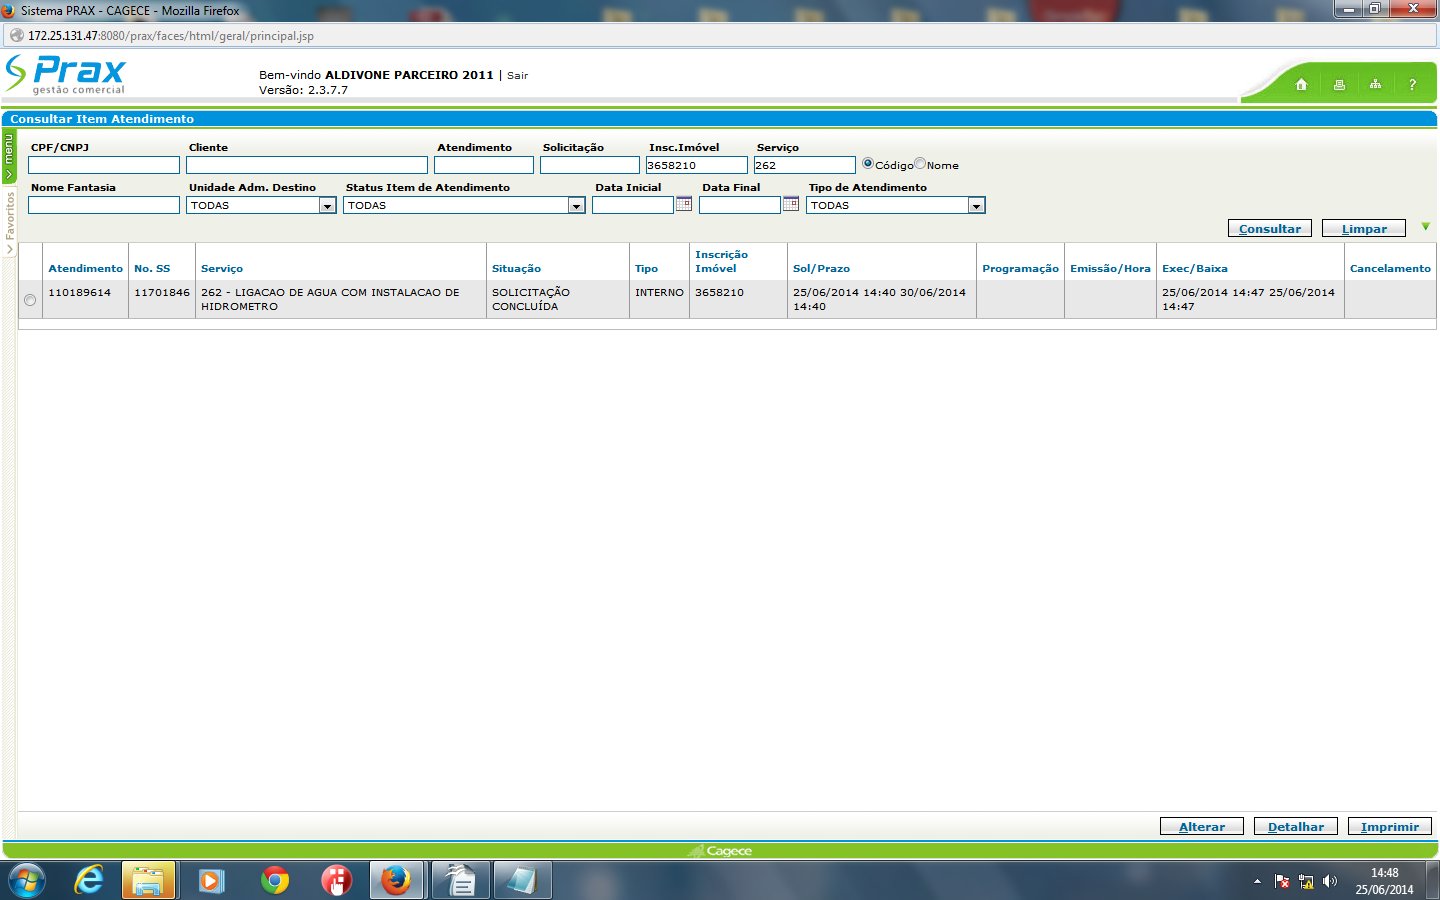 Sistema PRAX - CAGECE - Mozilla Firefox
172.25.131.47:8080/prax/faces/html/geral/principal.jsp
Prax
gestão comercial
Bem-vindo ALDIVONE PARCEIRO 2011 | Sair
Versão: 2.3.7.7
?
Consultar Item Atendimento
menu
Favoritos
CPF/CNPJ Cliente Atendimento Solicitação Insc.Imóvel Serviço
3658210 262 Código Nome
Nome Fantasia Unidade Adm. Destino Status Item de Atendimento Data Inicial Data Final Tipo de Atendimento
TODAS TODAS TODAS
Consultar Limpar
Atendimento No. SS Serviço Situação Tipo Inscrição Imóvel Sol/Prazo Programação Emissão/Hora Exec/Baixa Cancelamento
110189614 11701846 262 - LIGACAO DE AGUA COM INSTALACAO DE SOLICITAÇÃO INTERNO 3658210 25/06/2014 14:40 30/06/2014 25/06/2014 14:47 25/06/2014
HIDROMETRO CONCLUÍDA 14:40 14:47
Alterar Detalhar Imprimir
Cagece
14:48
25/06/2014